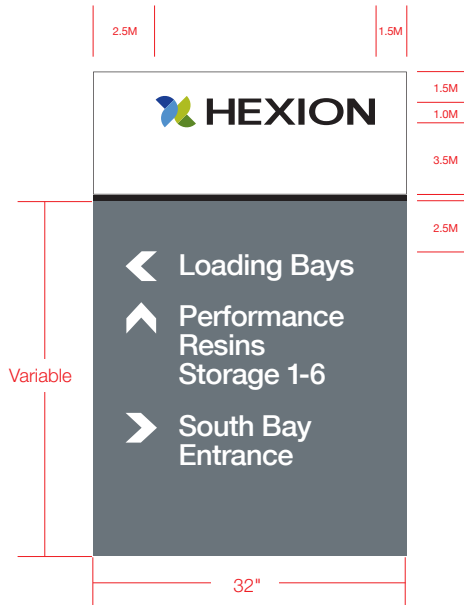 2.5M
1.5M
HEXION
1.5M
1.0M
3.5M
2.5M
Loading Bays
Performance
Resins
Storage 1-6
South Bay
Entrance
Variable
32"